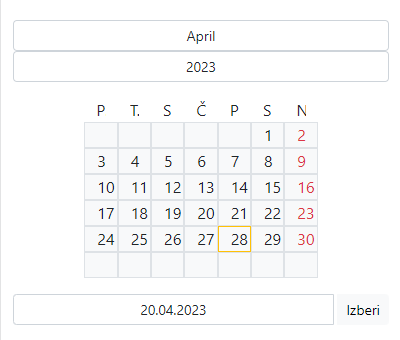 April
2023
P T. S Č P S N
1 2
3 4 5 6 7 8 9
10 11 12 13 14 15 16
17 18 19 20 21 22 23
24 25 26 27 28 29 30
20.04.2023 Izberi